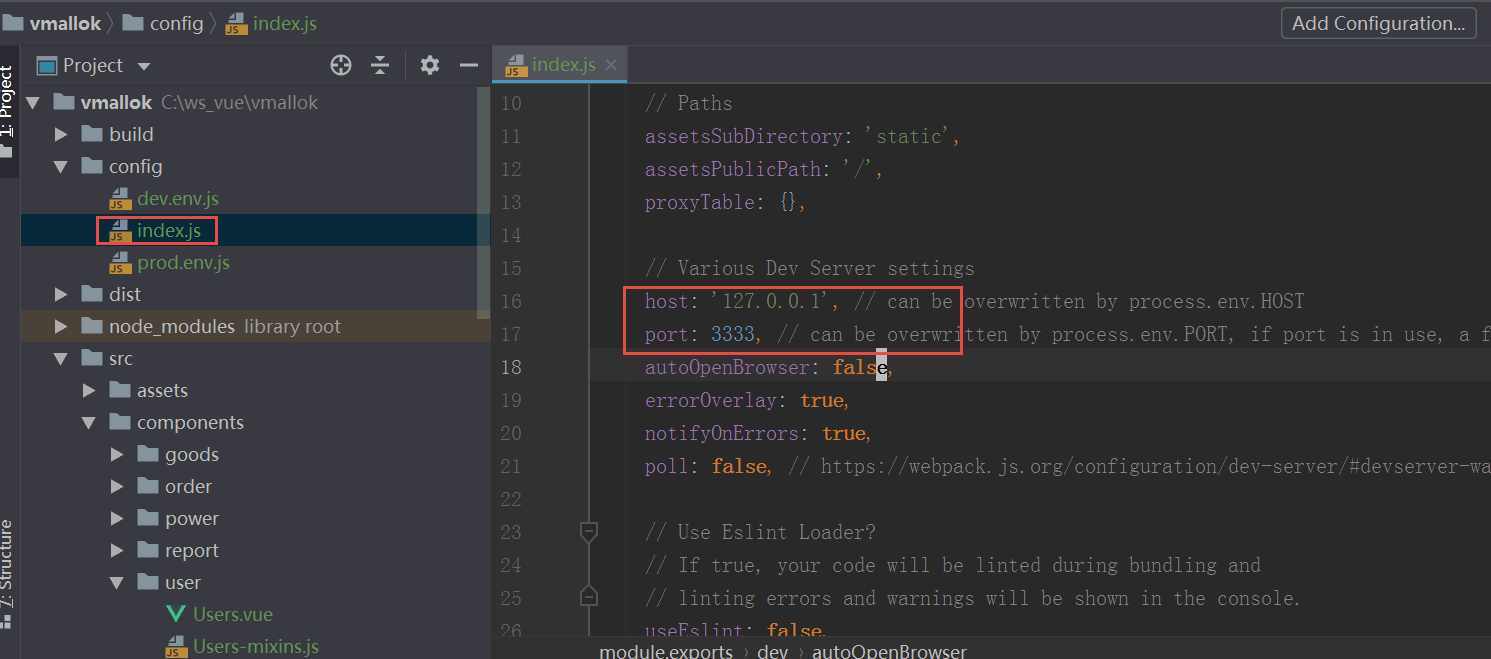 vmallok config index.js Add Configuration...
1: Project
Project
index.js
vmallok C:\ws_vue\vmallok
build
config
dev.env.js
index.js
prod.env.js
dist
node_modules library root
src
assets
components
goods
order
power
report
user
Users.vue
Users-mixins.js
7: Structure
10 // Paths
11 assetsSubDirectory: 'static',
12 assetsPublicPath: '/',
13 proxyTable: {},
14
15 // Various Dev Server settings
16 host: '127.0.0.1', // can be overwritten by process.env.HOST
17 port: 3333, // can be overwritten by process.env.PORT, if port is in use, a f
18 autoOpenBrowser: false,
19 errorOverlay: true,
20 notifyOnErrors: true,
21 poll: false, // https://webpack.js.org/configuration/dev-server/#devserver-wa
22
23 // Use Eslint Loader?
24 // If true, your code will be linted during bundling and
25 // linting errors and warnings will be shown in the console.
26 useEslint: false,
module.exports › dev › autoOpenBrowser